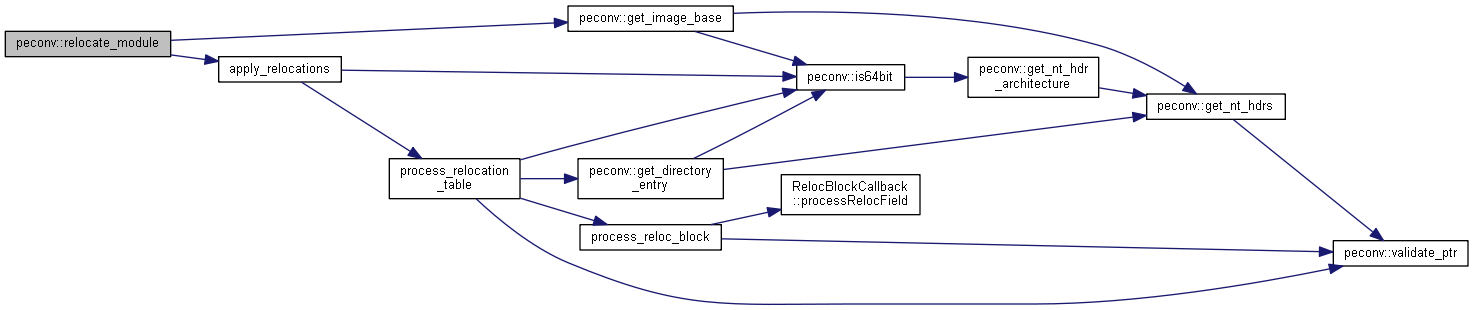 peconv::relocate_module
peconv::get_image_base
apply_relocations
peconv::is64bit
peconv::get_nt_hdr
_architecture
peconv::get_nt_hdrs
process_relocation
_table
peconv::get_directory
_entry
RelocBlockCallback
::processRelocField
process_reloc_block
peconv::validate_ptr